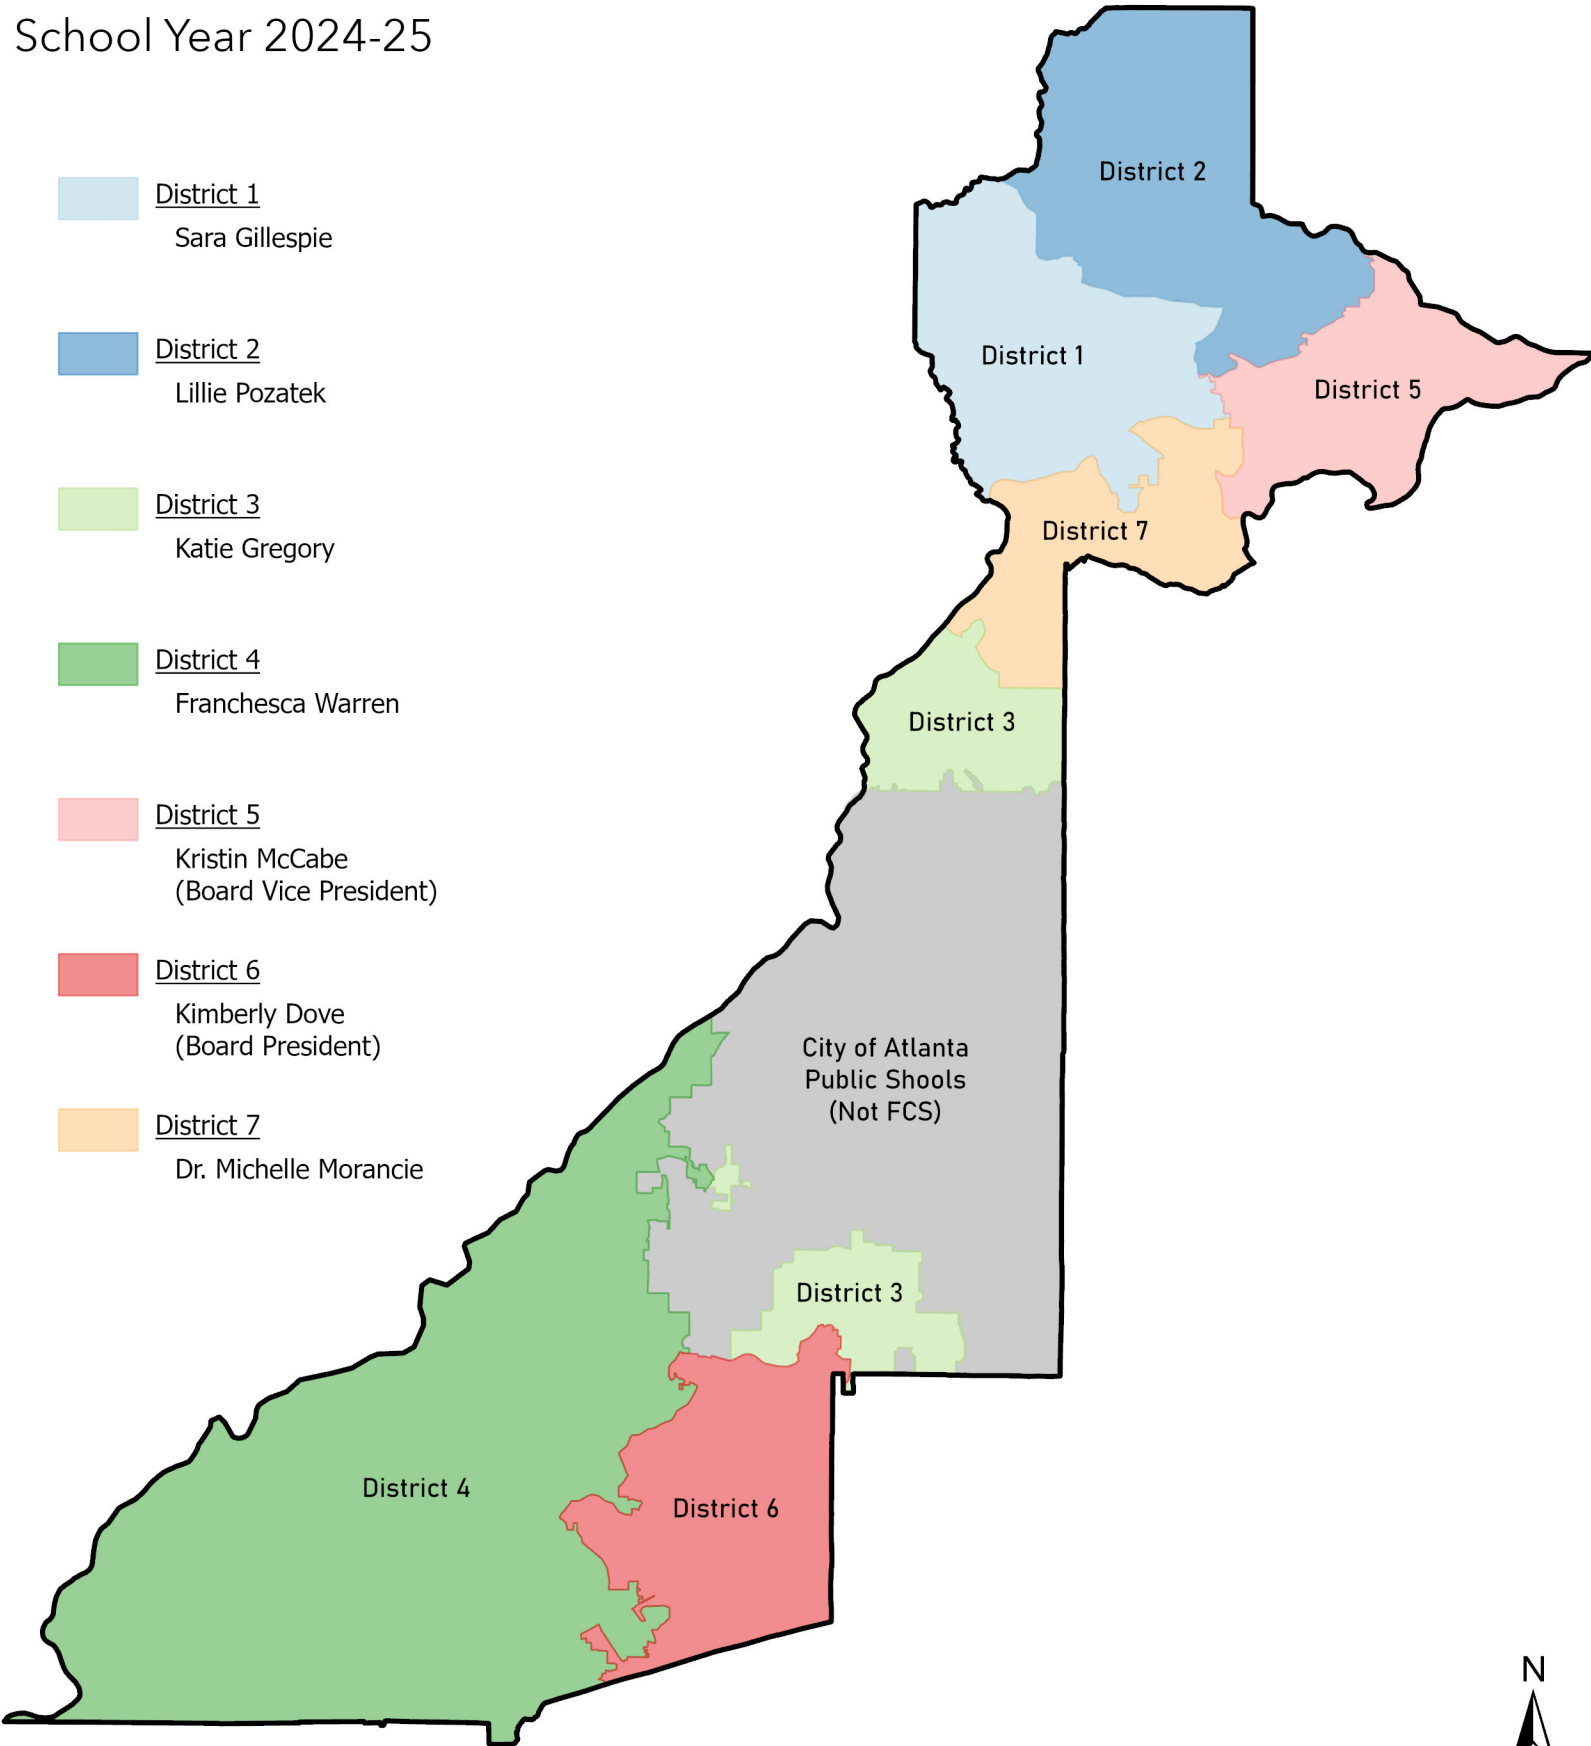 School Year 2024-25
District 1
Sara Gillespie
District 2
Lillie Pozatek
District 3
Katie Gregory
District 4
Franchesca Warren
District 5
Kristin McCabe
(Board Vice President)
District 6
Kimberly Dove
(Board President)
District 7
Dr. Michelle Morancie
District 2
District 1
District 5
District 7
District 3
City of Atlanta
Public Shools
(Not FCS)
District 3
District 4
District 6
N